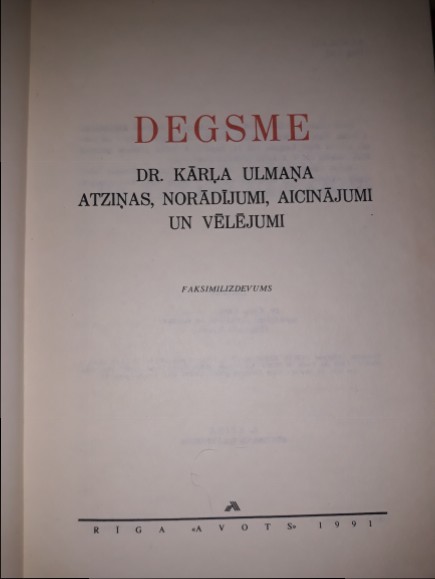 DEGSME
DR. KĀRĻA ULMAŅA
ATZIŅAS, NORĀDĪJUMI, AICINĀJUMI
UN VĒLĒJUMI
FAKSIMILIZDEVUMS
RĪGA «AVOTS» 1991